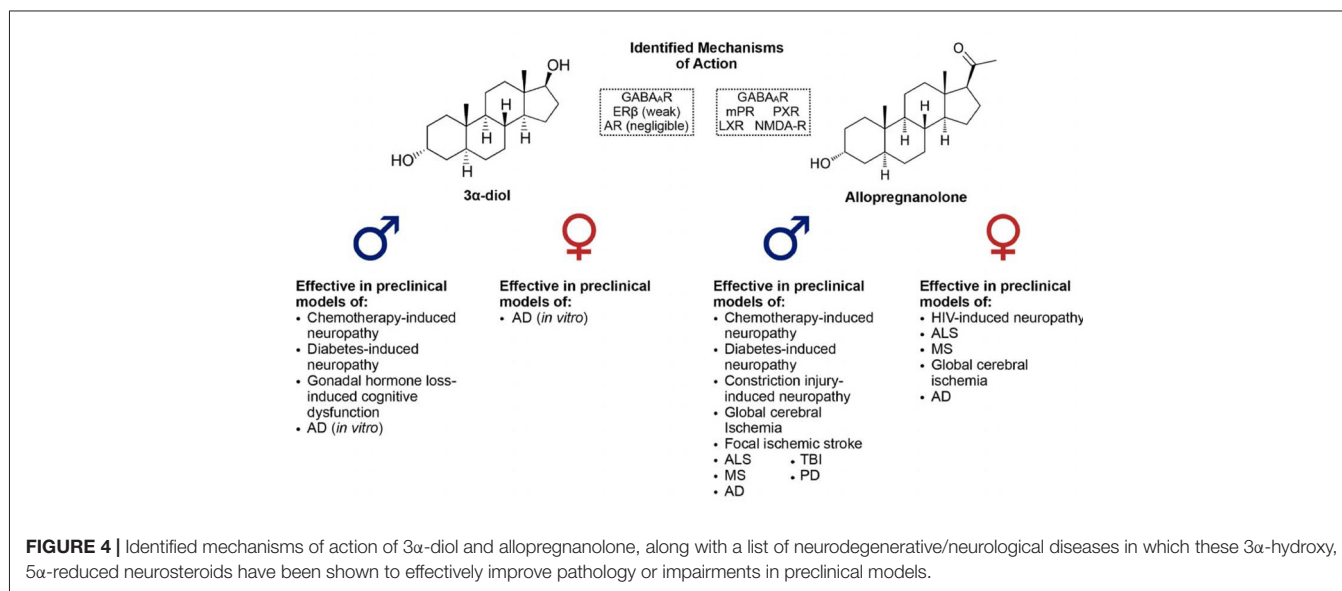 Identified Mechanisms
of Action
OH
GABAAR
ERβ (weak)
AR (negligible)
GABAAR
mPR PXR
LXR NMDA-R
O
H
H
H
HO
H
3α-diol
H
H
H
HO
H
Allopregnanolone
♂
♀
♂
♀
Effective in preclinical
models of:
• Chemotherapy-induced
neuropathy
• Diabetes-induced
neuropathy
• Gonadal hormone loss-
induced cognitive
dysfunction
• AD (in vitro)
Effective in preclinical
models of:
• AD (in vitro)
Effective in preclinical
models of:
• Chemotherapy-induced
neuropathy
• Diabetes-induced
neuropathy
• Constriction injury-
induced neuropathy
• Global cerebral
Ischemia
• Focal ischemic stroke
• ALS • TBI
• MS • PD
• AD
Effective in preclinical
models of:
• HIV-induced neuropathy
• ALS
• MS
• Global cerebral
ischemia
• AD
FIGURE 4 | Identified mechanisms of action of 3α-diol and allopregnanolone, along with a list of neurodegenerative/neurological diseases in which these 3α-hydroxy,
5α-reduced neurosteroids have been shown to effectively improve pathology or impairments in preclinical models.